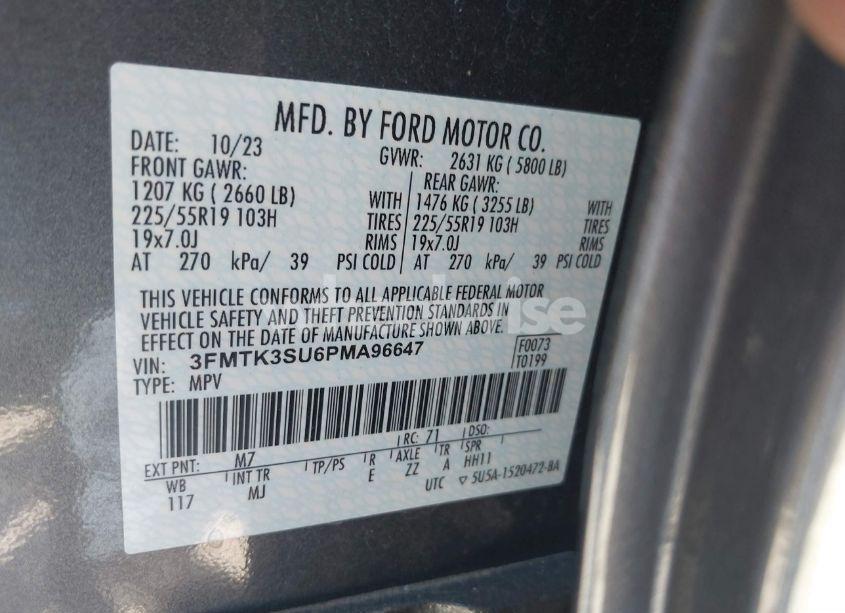 MFD. BY FORD MOTOR CO.
DATE: 10/23 GVWR: 2631 KG ( 5800 LB)
FRONT GAWR: REAR GAWR:
1207 KG ( 2660 LB) WITH 1476 KG ( 3255 LB) WITH
225/55R19 103H TIRES 225/55R19 103H TIRES
19x7.0J RIMS 19x7.0J RIMS
AT 270 kPa/ 39 PSI COLD AT 270 kPa/ 39 PSI COLD
THIS VEHICLE CONFORMS TO ALL APPLICABLE FEDERAL MOTOR
VEHICLE SAFETY AND THEFT PREVENTION STANDARDS IN
EFFECT ON THE DATE OF MANUFACTURE SHOWN ABOVE.
VIN: 3FMTK3SU6PMA96647 F0073
TYPE: MPV T0199
EXT PNT: M7 RC: 71 DSO:
WB INT TR TP/PS R AXLE TR SPR
117 MJ E ZZ A HH11
UTC ▽ 5U5A-1520472-BA